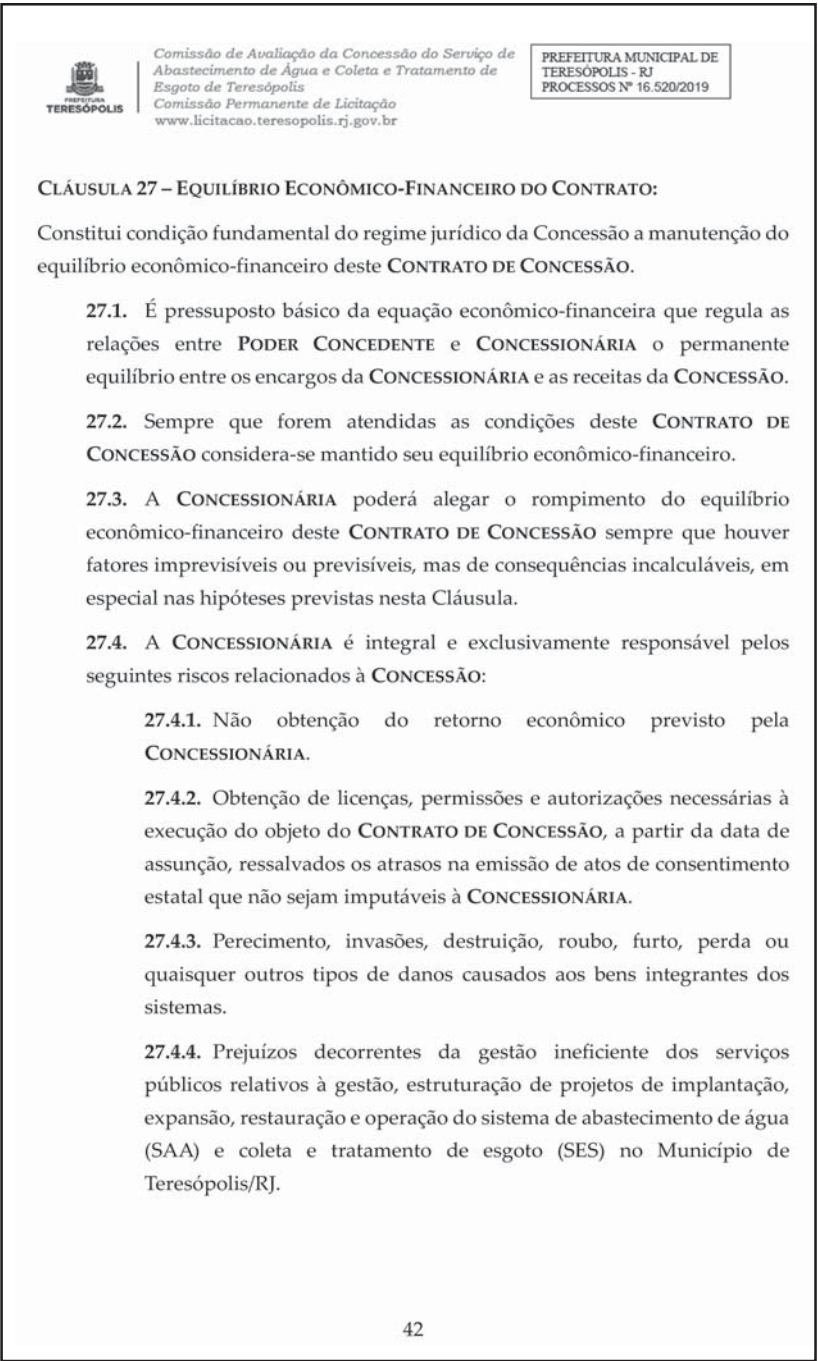 PREFEITURA
TERESÓPOLIS
Comissão de Avaliação da Concessão do Serviço de
Abastecimento de Água e Coleta e Tratamento de
Esgoto de Teresópolis
Comissão Permanente de Licitação
www.licitacao.teresopolis.rj.gov.br
PREFEITURA MUNICIPAL DE
TERESÓPOLIS - RJ
PROCESSOS Nº 16.520/2019
CLÁUSULA 27 – EQUILÍBRIO ECONÔMICO-FINANCEIRO DO CONTRATO:
Constitui condição fundamental do regime jurídico da Concessão a manutenção do
equilíbrio econômico-financeiro deste CONTRATO DE CONCESSÃO.
27.1. É pressuposto básico da equação econômico-financeira que regula as
relações entre PODER CONCEDENTE e CONCESSIONÁRIA o permanente
equilíbrio entre os encargos da CONCESSIONÁRIA e as receitas da CONCESSÃO.
27.2. Sempre que forem atendidas as condições deste CONTRATO DE
CONCESSÃO considera-se mantido seu equilíbrio econômico-financeiro.
27.3. A CONCESSIONÁRIA poderá alegar o rompimento do equilíbrio
econômico-financeiro deste CONTRATO DE CONCESSÃO sempre que houver
fatores imprevisíveis ou previsíveis, mas de consequências incalculáveis, em
especial nas hipóteses previstas nesta Cláusula.
27.4. A CONCESSIONÁRIA é integral e exclusivamente responsável pelos
seguintes riscos relacionados à CONCESSÃO:
27.4.1. Não obtenção do retorno econômico previsto pela
CONCESSIONÁRIA.
27.4.2. Obtenção de licenças, permissões e autorizações necessárias à
execução do objeto do CONTRATO DE CONCESSÃO, a partir da data de
assunção, ressalvados os atrasos na emissão de atos de consentimento
estatal que não sejam imputáveis à CONCESSIONÁRIA.
27.4.3. Perecimento, invasões, destruição, roubo, furto, perda ou
quaisquer outros tipos de danos causados aos bens integrantes dos
sistemas.
27.4.4. Prejuízos decorrentes da gestão ineficiente dos serviços
públicos relativos à gestão, estruturação de projetos de implantação,
expansão, restauração e operação do sistema de abastecimento de água
(SAA) e coleta e tratamento de esgoto (SES) no Município de
Teresópolis/RJ.
42